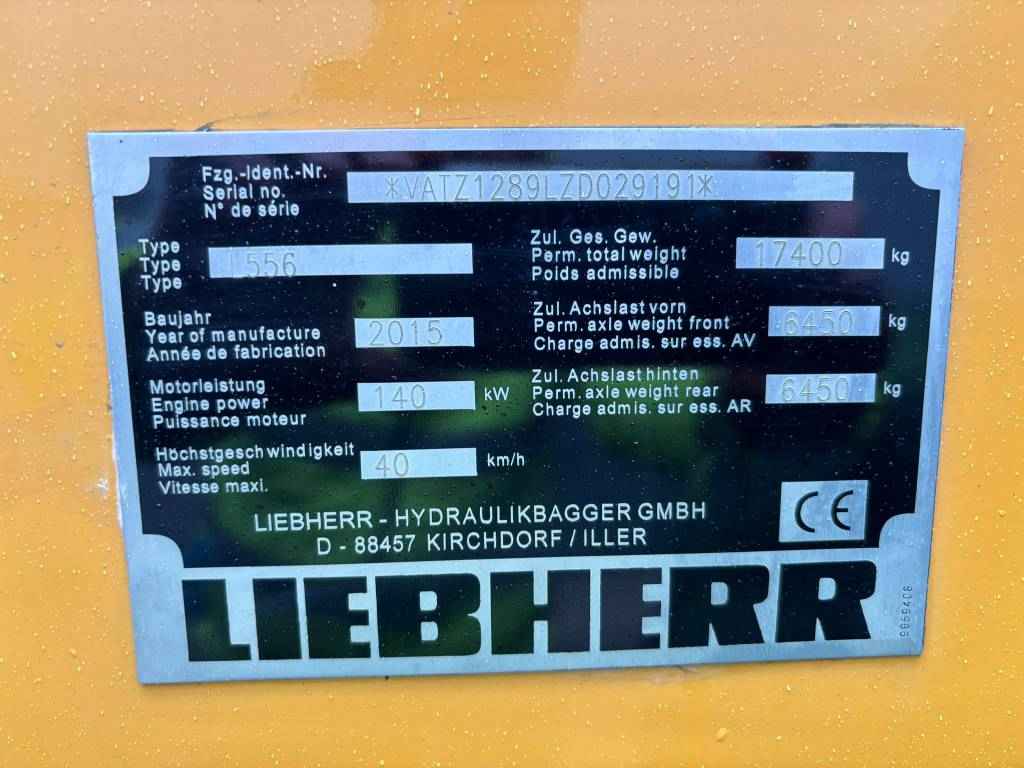 Fzg.-Ident.-Nr.
Serial no.
N° de série
*VATZ1289LZD029191*
Type
Type
Type
L556
Baujahr
Year of manufacture
Année de fabrication
2015
Motorleistung
Engine power
Puissance moteur
140 kW
Höchstgeschwindigkeit
Max. speed
Vitesse maxi.
40 km/h
Zul. Ges. Gew.
Perm. total weight
Poids admissible
17400 kg
Zul. Achslast vorn
Perm. axle weight front
Charge admis. sur ess. AV
6450 kg
Zul. Achslast hinten
Perm. axle weight rear
Charge admis. sur ess. AR
6450 kg
LIEBHERR - HYDRAULIKBAGGER GMBH
D - 88457 KIRCHDORF / ILLER
CE
LIEBHERR